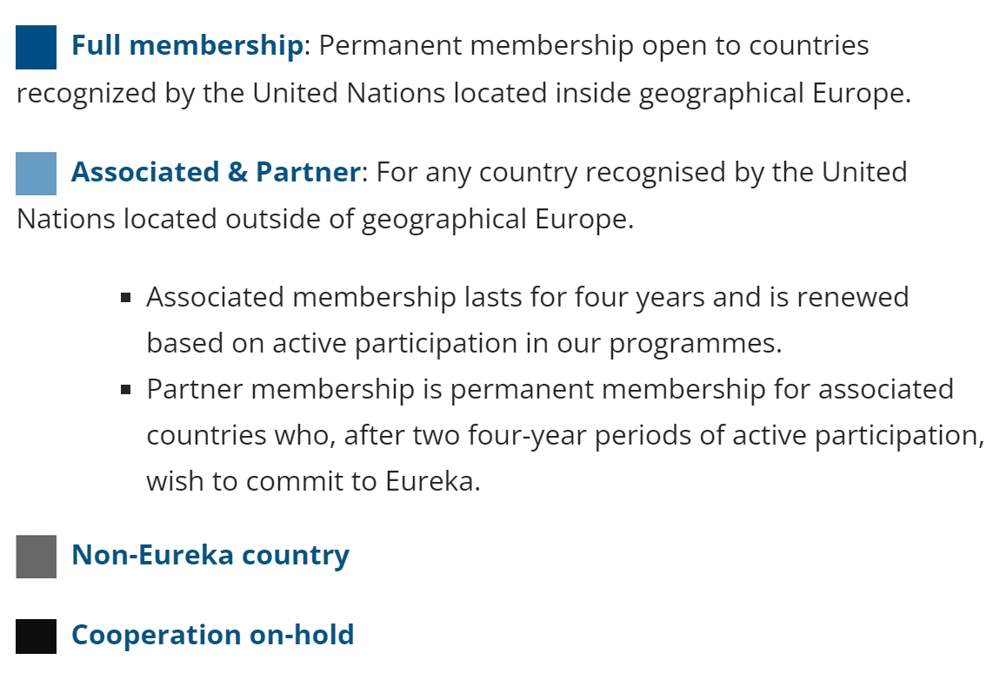 Full membership: Permanent membership open to countries
recognized by the United Nations located inside geographical Europe.
Associated & Partner: For any country recognised by the United
Nations located outside of geographical Europe.
▪ Associated membership lasts for four years and is renewed
based on active participation in our programmes.
▪ Partner membership is permanent membership for associated
countries who, after two four-year periods of active participation,
wish to commit to Eureka.
Non-Eureka country
Cooperation on-hold